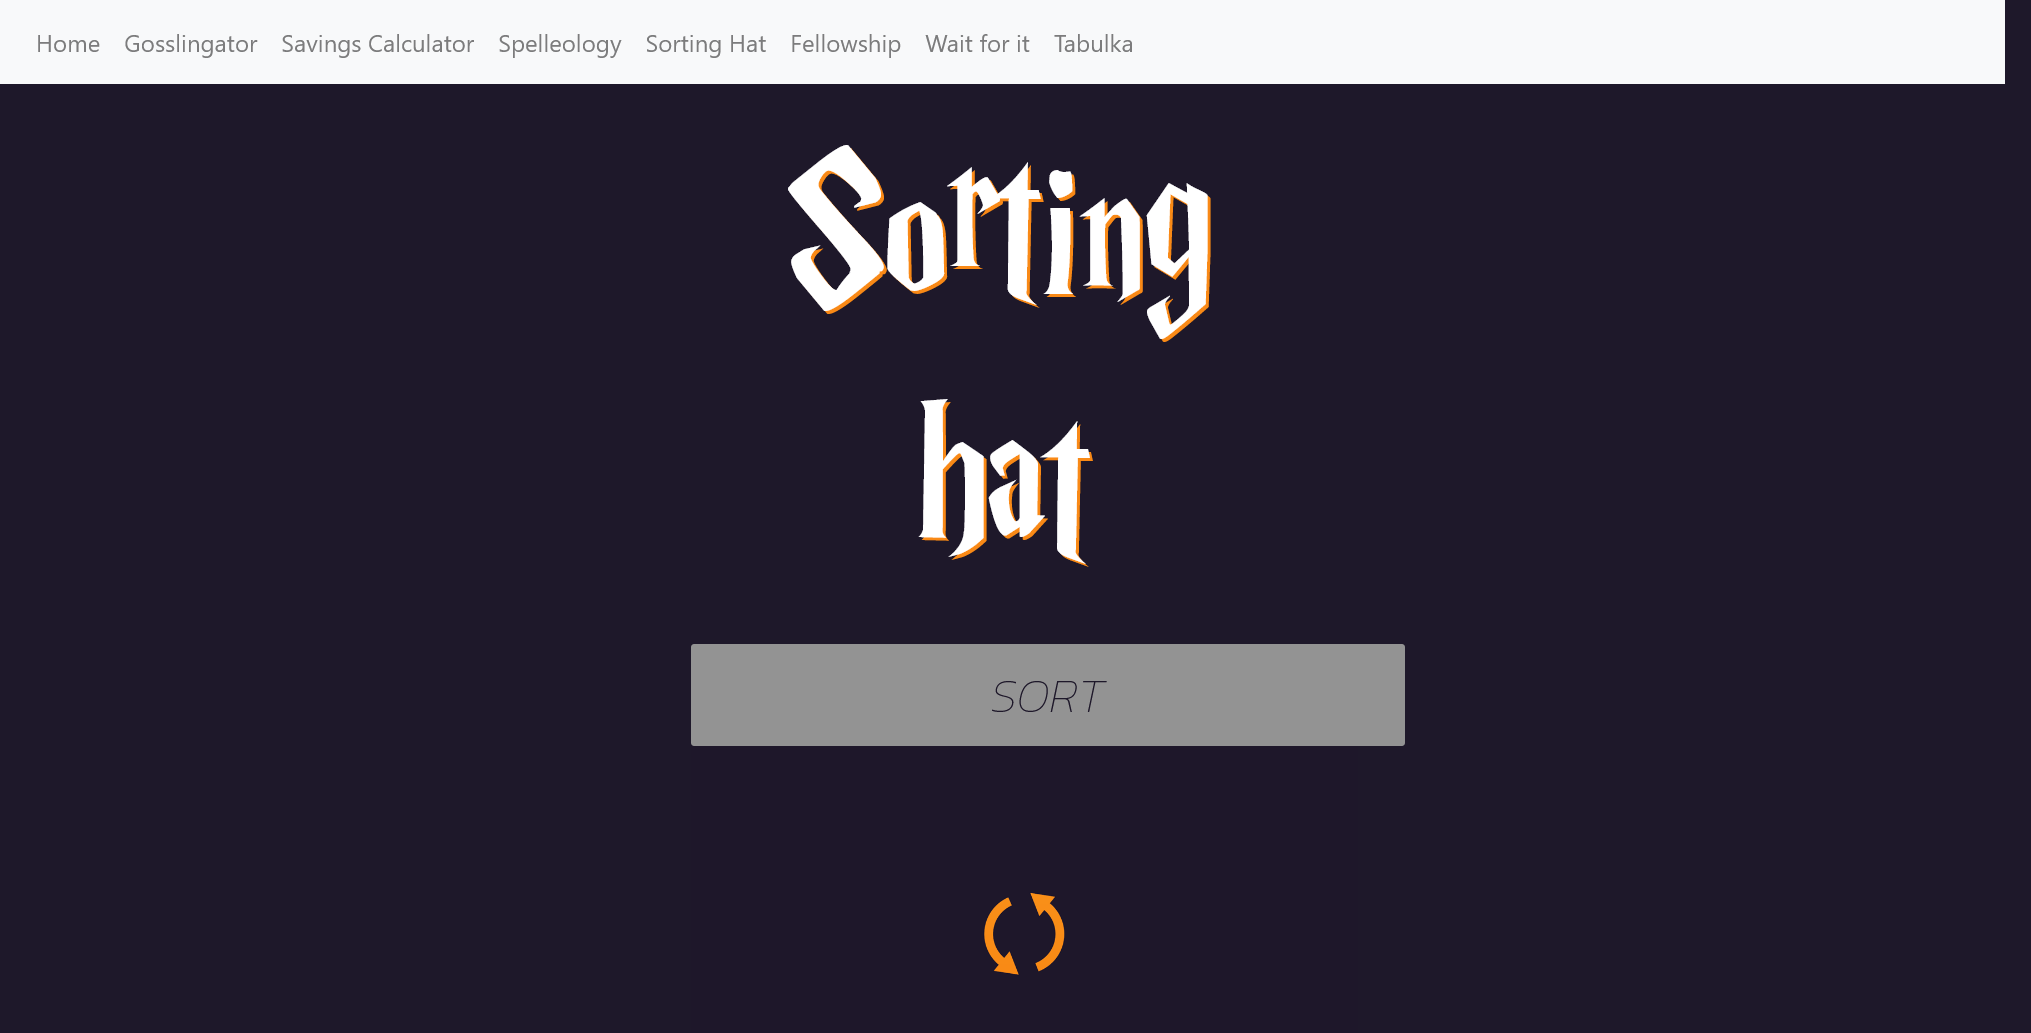 Home Gosslingator Savings Calculator Spelleology Sorting Hat Fellowship Wait for it Tabulka
Sorting
hat
SORT